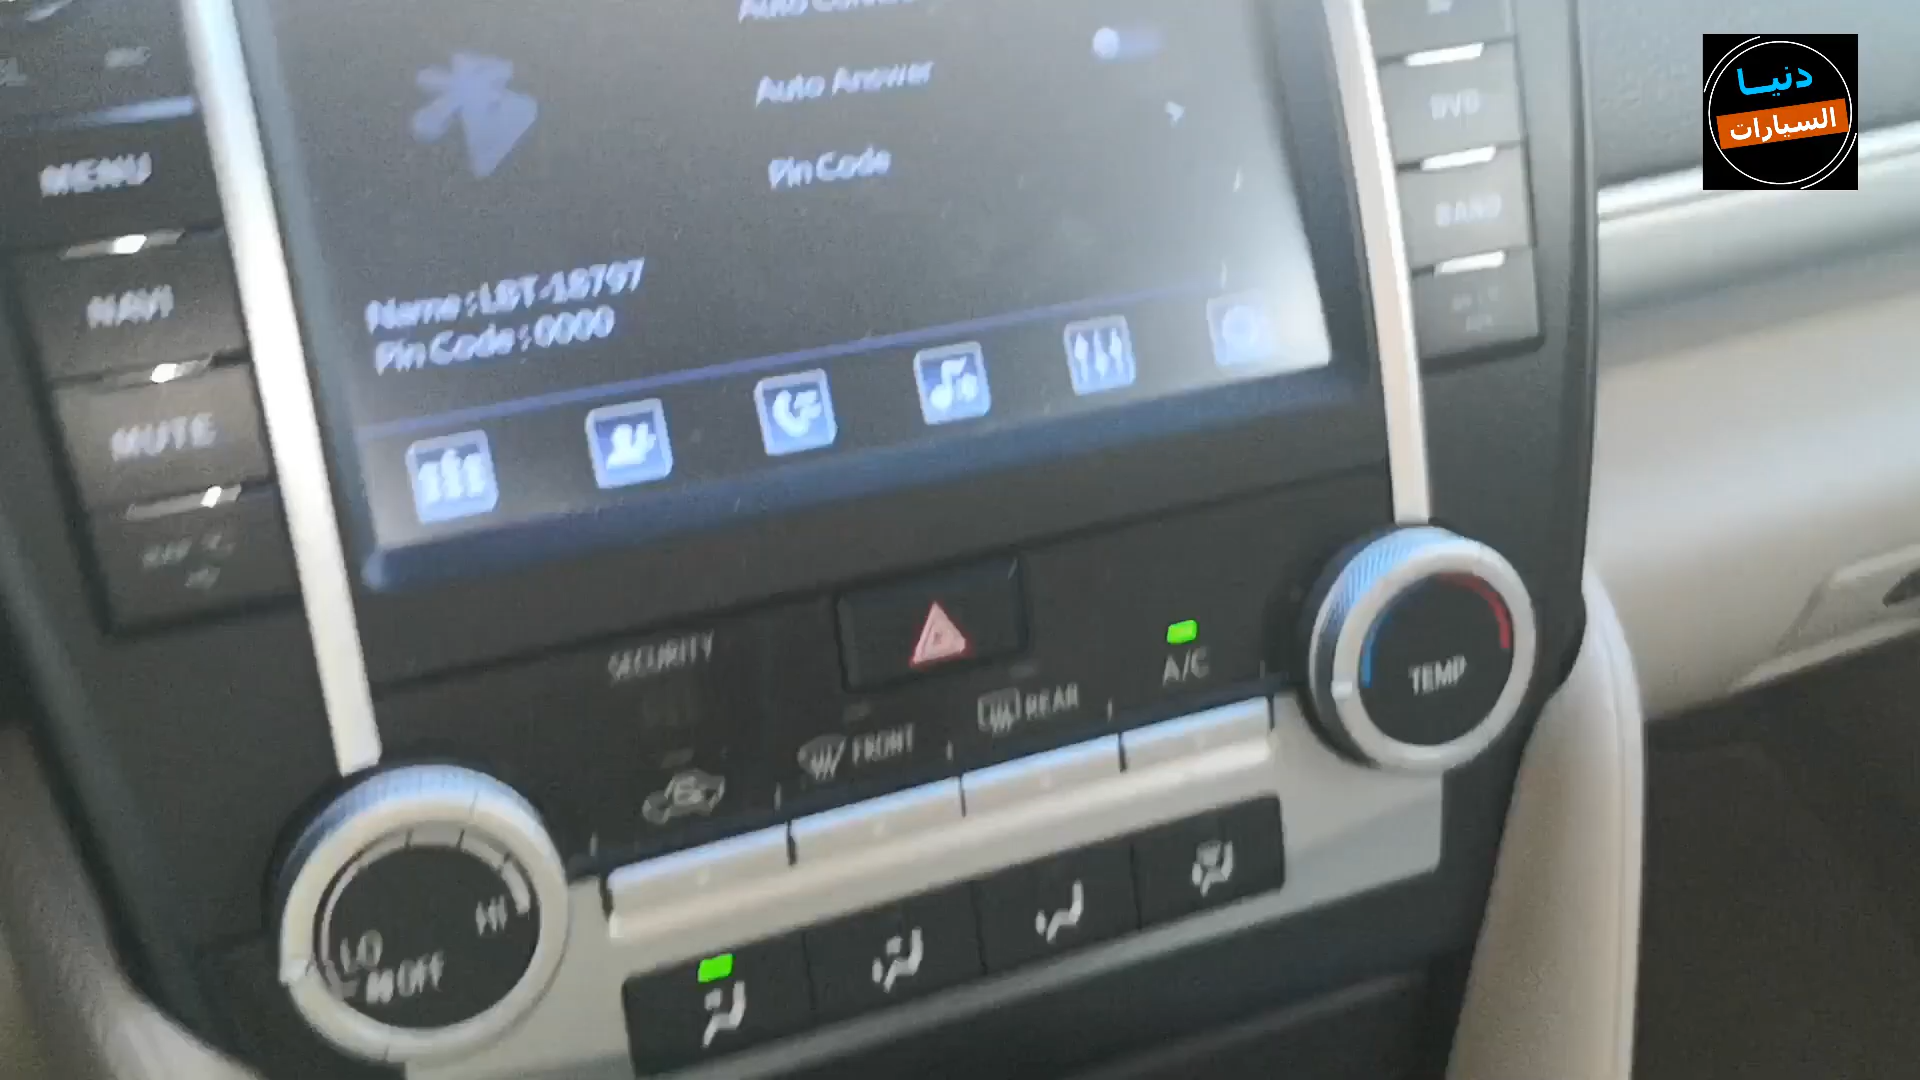 Auto Answer
Pin Code
Name : LBT-18797
Pin Code : 0000
MENU
NAVI
MUTE
DVD
BAND
SECURITY
FRONT
REAR
A/C
TEMP
LO
HI
OFF
دنيا
السيارات